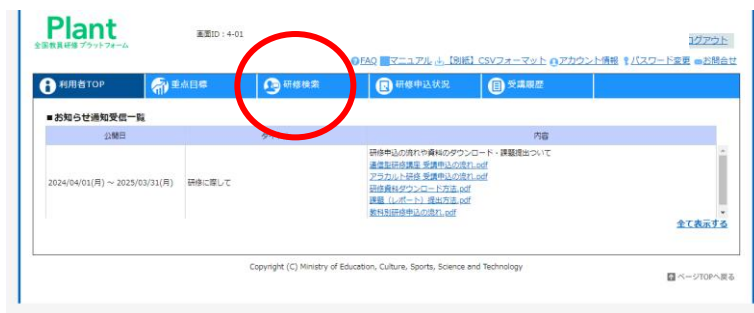 Plant
全国教員研修プラットフォーム
画面ID：4-01
ログアウト
FAQ マニュアル 【別紙】CSVフォーマット アカウント情報 パスワード変更 お問合せ
利用者TOP 重点目標 研修検索 研修申込状況 受講履歴
■お知らせ通知受信一覧
公開日 タイ 内容
研修申込の流れや資料のダウンロード・課題提出ついて
通信型研修講座 受講申込の流れ.pdf
アラカルト研修 受講申込の流れ.pdf
2024/04/01(月) ～ 2025/03/31(月) 研修に際して
研修資料ダウンロード方法.pdf
課題（レポート）提出方法.pdf
教科別研修申込の流れ.pdf
全て表示する
Copyright (C) Ministry of Education, Culture, Sports, Science and Technology
ページTOPへ戻る